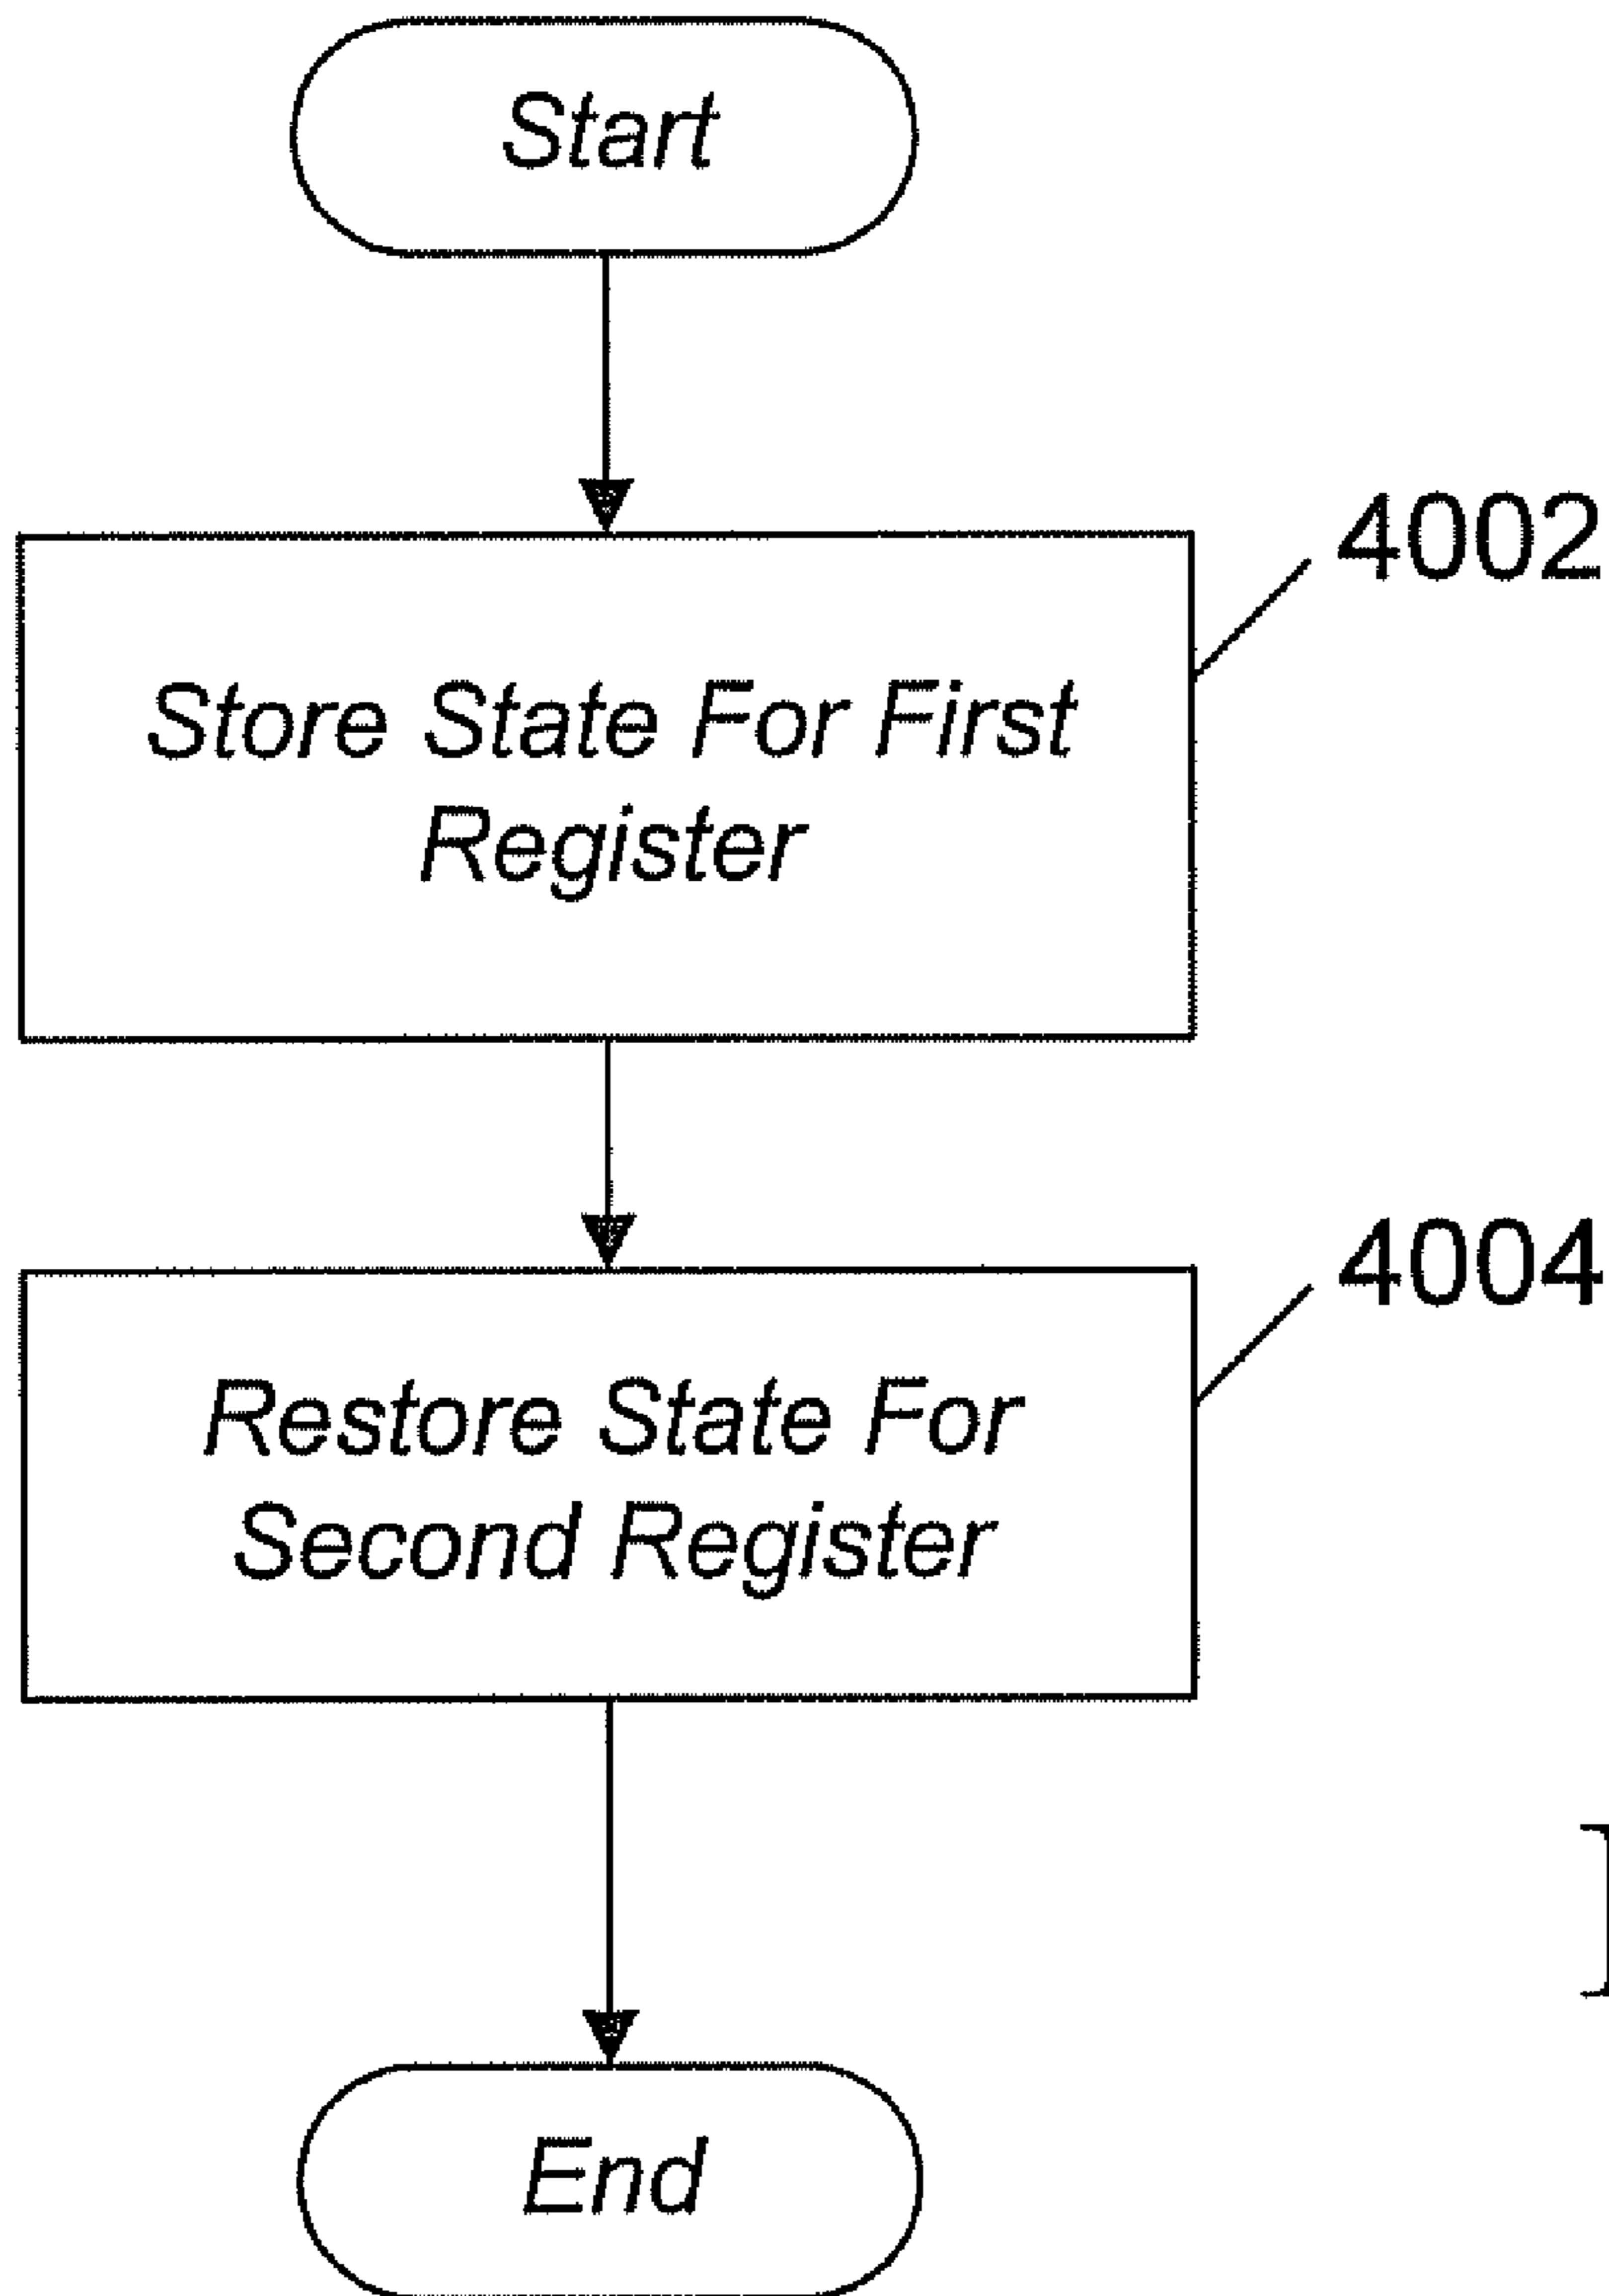 Start
4002
Store State For First
Register
4004
Restore State For
Second Register
End